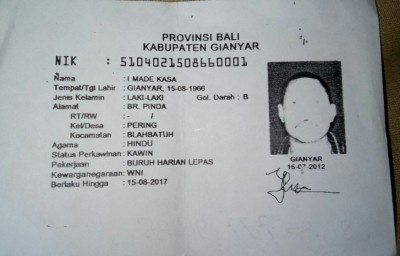 PROVINSI BALI
KABUPATEN GIANYAR
NIK : 5104021508660001
Nama : I MADE KASA
Tempat/Tgl Lahir : GIANYAR, 15-08-1966
Jenis Kelamin : LAKI-LAKI Gol. Darah : B
Alamat : BR. PINDA
RT/RW : -
Kel/Desa : PERING
Kecamatan : BLAHBATUH
Agama : HINDU
Status Perkawinan : KAWIN
Pekerjaan : BURUH HARIAN LEPAS
Kewarganegaraan : WNI
Berlaku Hingga : 15-08-2017
GIANYAR
16-07-2012